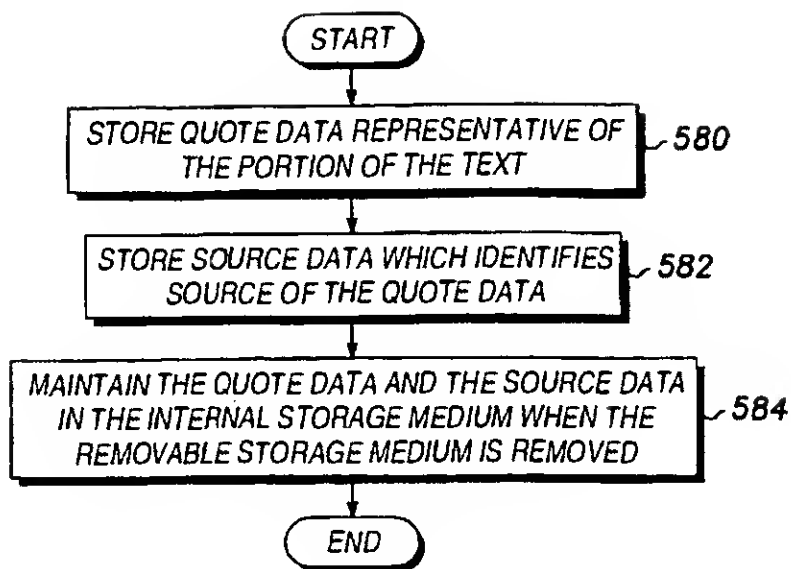 START
STORE QUOTE DATA REPRESENTATIVE OF
THE PORTION OF THE TEXT
580
STORE SOURCE DATA WHICH IDENTIFIES
SOURCE OF THE QUOTE DATA
582
MAINTAIN THE QUOTE DATA AND THE SOURCE DATA
IN THE INTERNAL STORAGE MEDIUM WHEN THE
REMOVABLE STORAGE MEDIUM IS REMOVED
584
END